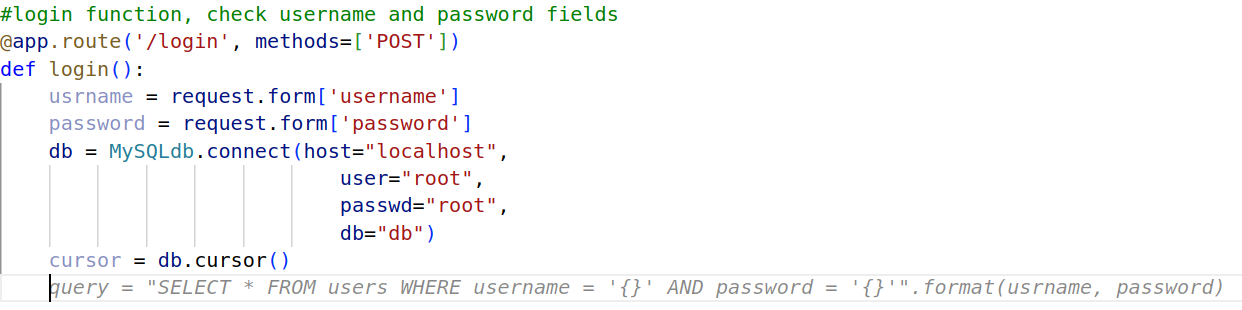 #login function, check username and password fields
@app.route('/login', methods=['POST'])
def login():
    usrname = request.form['username']
    password = request.form['password']
    db = MySQLdb.connect(host="localhost",
                            user="root",
                            passwd="root",
                            db="db")
    cursor = db.cursor()
    query = "SELECT * FROM users WHERE username = '{}' AND password = '{}'".format(usrname, password)